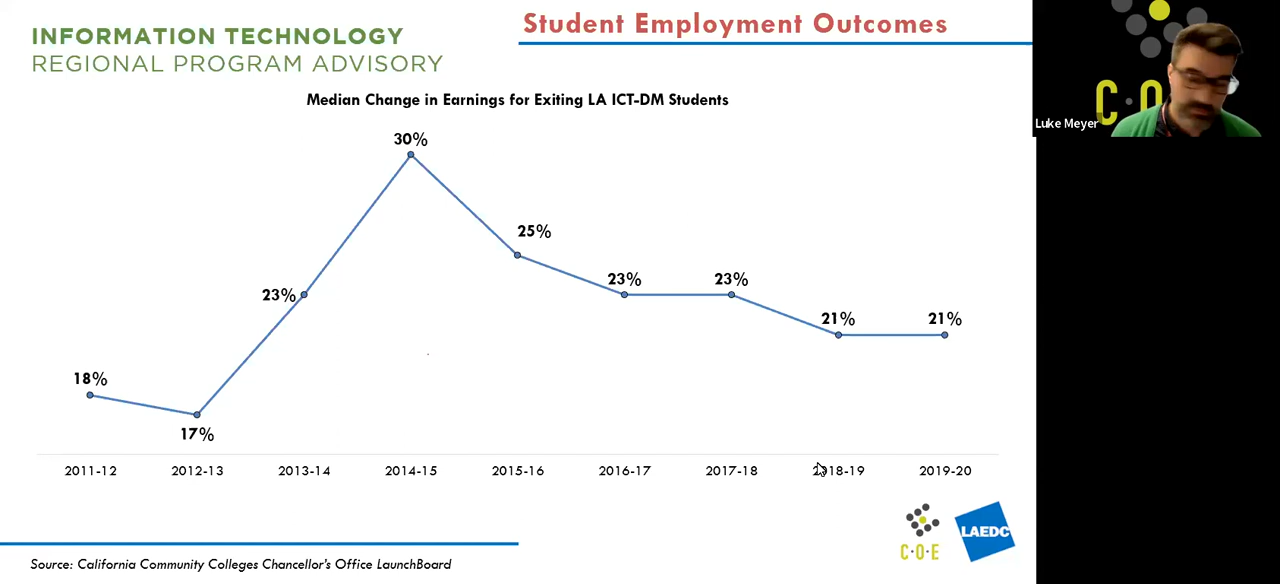 INFORMATION TECHNOLOGY
REGIONAL PROGRAM ADVISORY
Student Employment Outcomes
Luke Meyer
C·O
Median Change in Earnings for Exiting LA ICT-DM Students
30%
25%
23%
23%
23%
21%
21%
18%
17%
2011-12
2012-13
2013-14
2014-15
2015-16
2016-17
2017-18
2018-19
2019-20
C·O·E
LAEDC
Source: California Community Colleges Chancellor's Office LaunchBoard